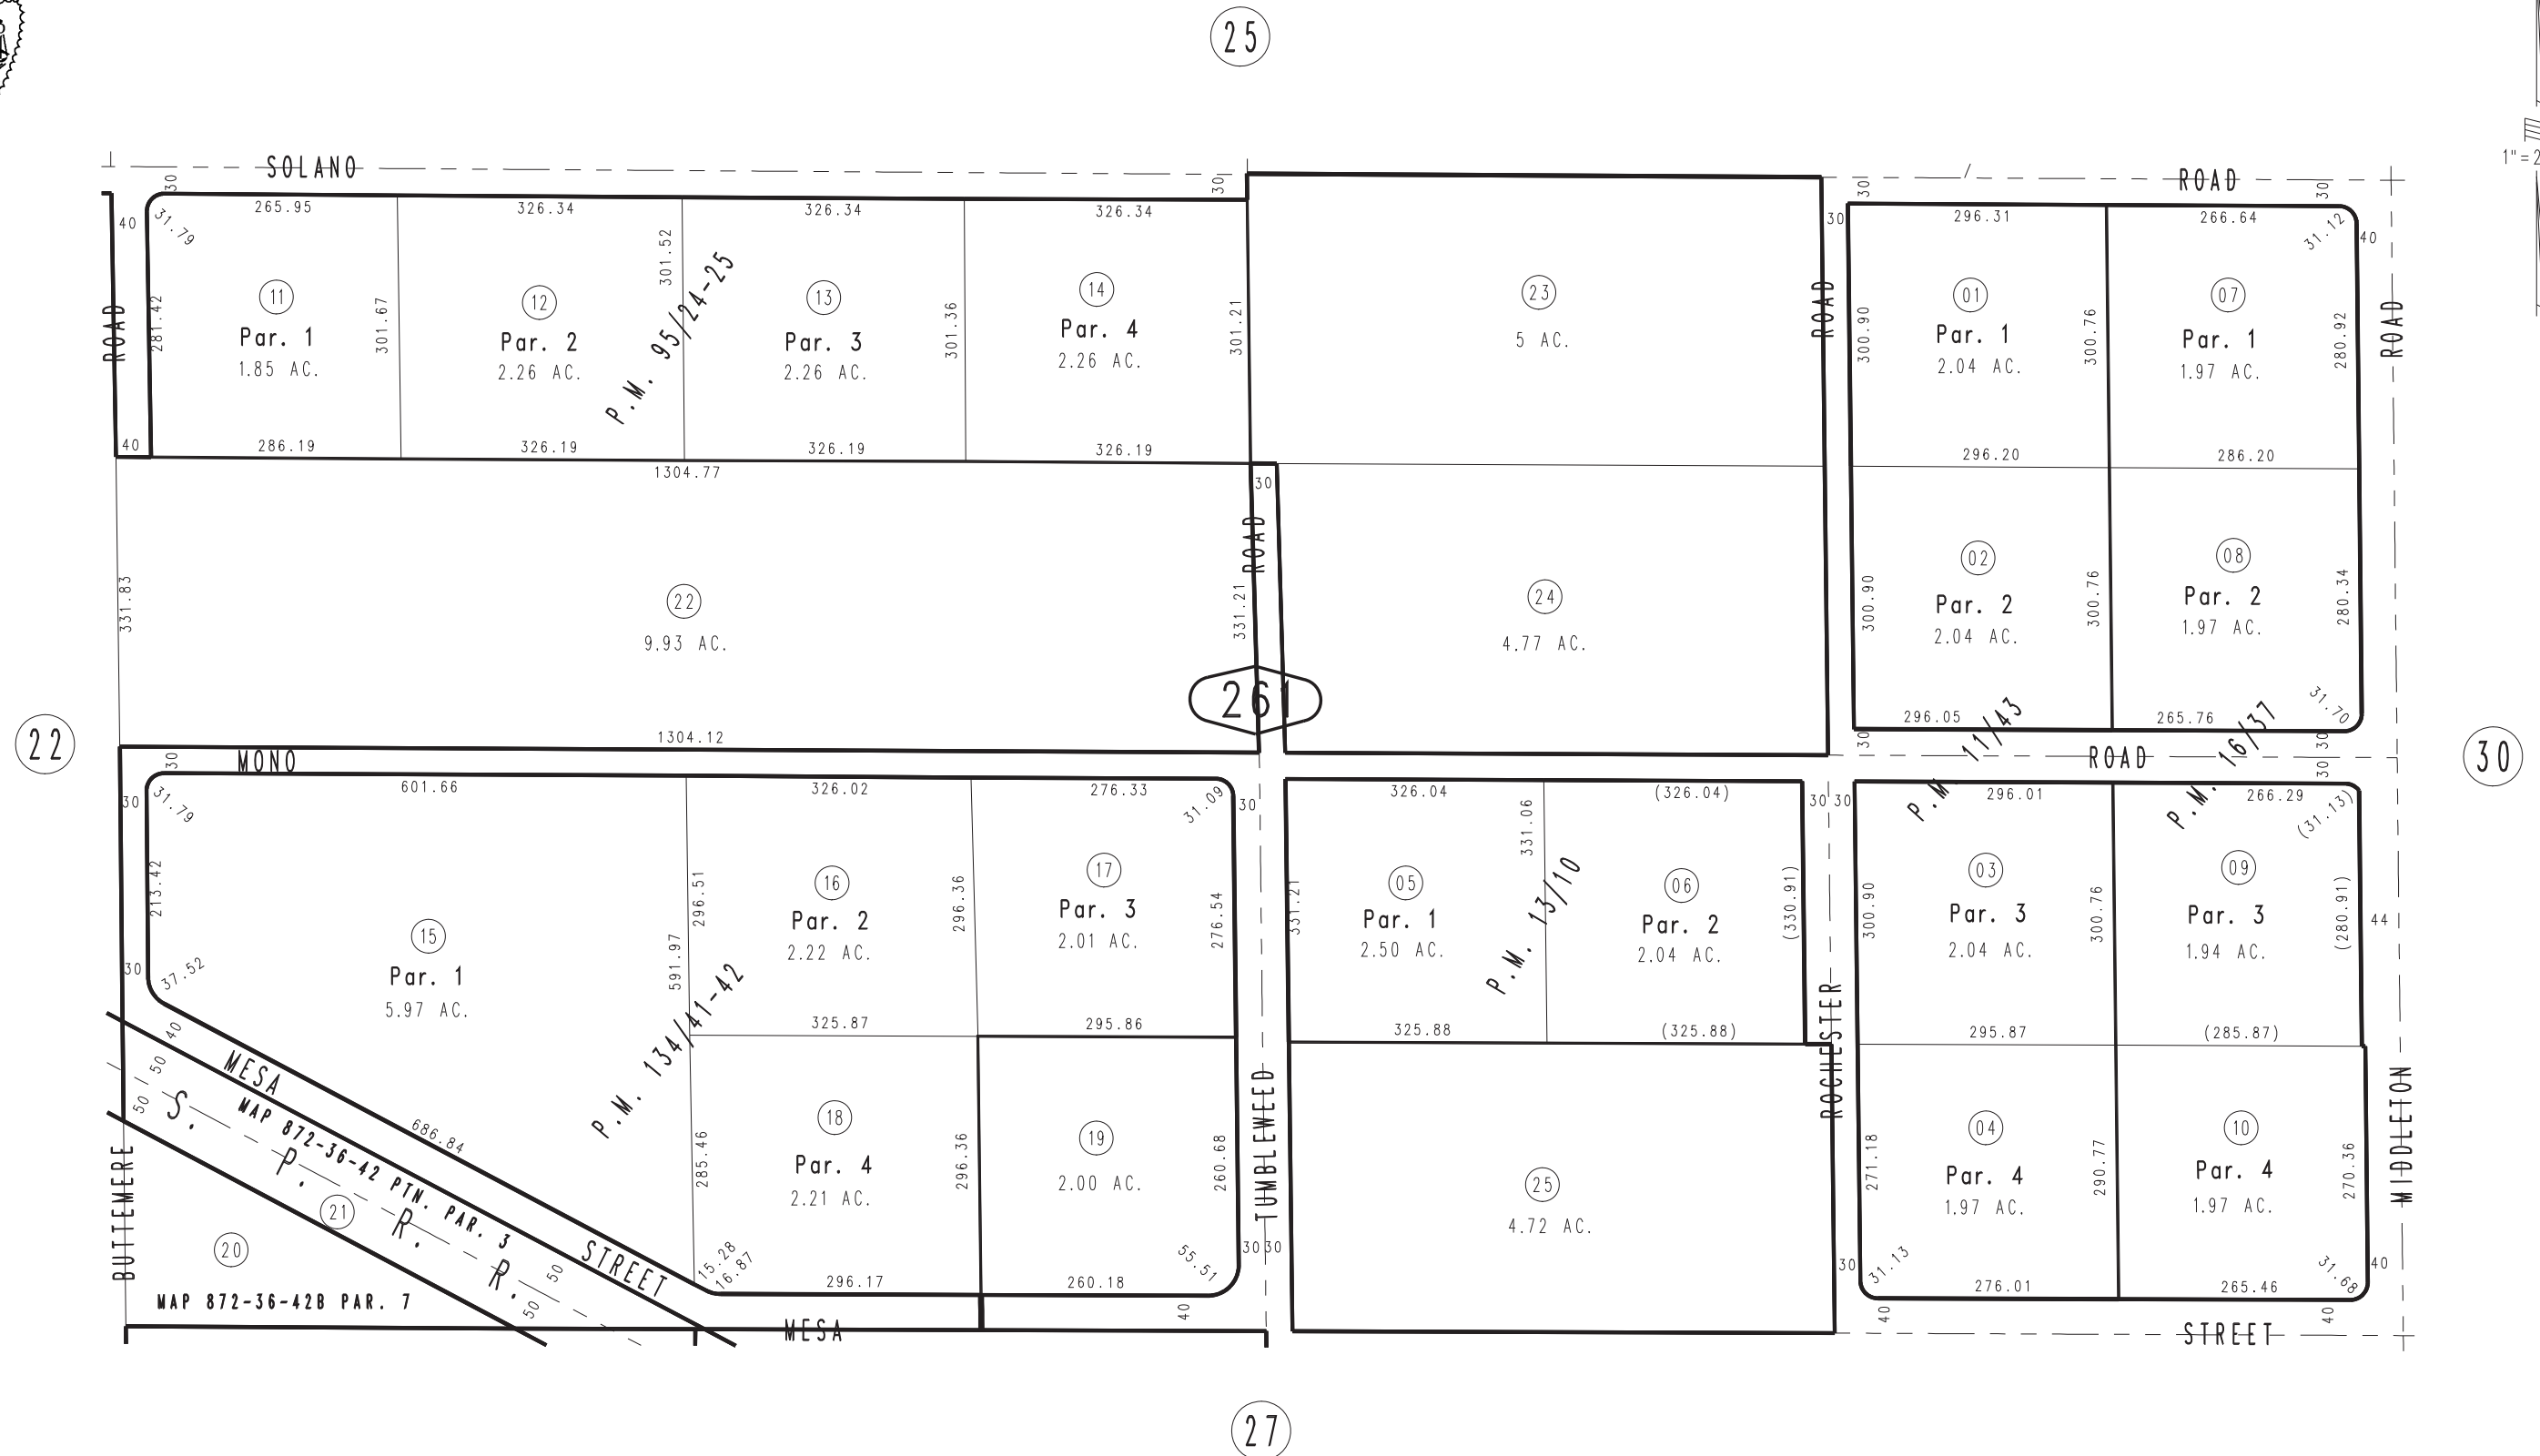 25
1"=2
SOLANO
ROAD
30
30
30
30
40
31.79
265.95
326.34
326.34
326.34
30
296.31
266.64
31.12
40
ROAD
281.42
11
Par. 1
1.85 AC.
301.67
12
Par. 2
2.26 AC.
301.52
P.M. 95/24-25
13
Par. 3
2.26 AC.
301.36
14
Par. 4
2.26 AC.
301.21
23
5 AC.
ROAD
300.90
01
Par. 1
2.04 AC.
300.76
07
Par. 1
1.97 AC.
280.92
ROAD
40
286.19
326.19
326.19
326.19
296.20
286.20
1304.77
30
ROAD
331.83
22
9.93 AC.
331.21
24
4.77 AC.
300.90
02
Par. 2
2.04 AC.
300.76
08
Par. 2
1.97 AC.
280.34
31.70
261
296.05
265.76
22
1304.12
30
30
30
MONO
ROAD
30
30
P.M. 11/43
P.M. 16/37
30
31.79
601.66
326.02
276.33
31.09
30
326.04
(326.04)
30 30
296.01
266.29
(31.13)
213.42
15
Par. 1
5.97 AC.
591.97
296.51
16
Par. 2
2.22 AC.
296.36
17
Par. 3
2.01 AC.
276.54
331.21
05
Par. 1
2.50 AC.
331.06
P.M. 13/10
06
Par. 2
2.04 AC.
(330.91)
300.90
03
Par. 3
2.04 AC.
300.76
09
Par. 3
1.94 AC.
(280.91)
44
30
37.52
P.M. 134/41-42
325.87
295.86
325.88
(325.88)
295.87
(285.87)
40
50
50
MESA
STREET
S. P. R. R.
MAP 872-36-42 PTN. PAR. 3
686.84
285.46
18
Par. 4
2.21 AC.
296.36
19
2.00 AC.
260.68
TUMBLEWEED
25
4.72 AC.
ROCHESTER
271.18
04
Par. 4
1.97 AC.
290.77
10
Par. 4
1.97 AC.
270.36
MIDDLETON
BUTTEMERE
20
21
50
50
15.28
16.87
296.17
260.18
55.51
30 30
30
31.13
276.01
265.46
31.68
40
MAP 872-36-42B PAR. 7
40
40
40
MESA
STREET
27